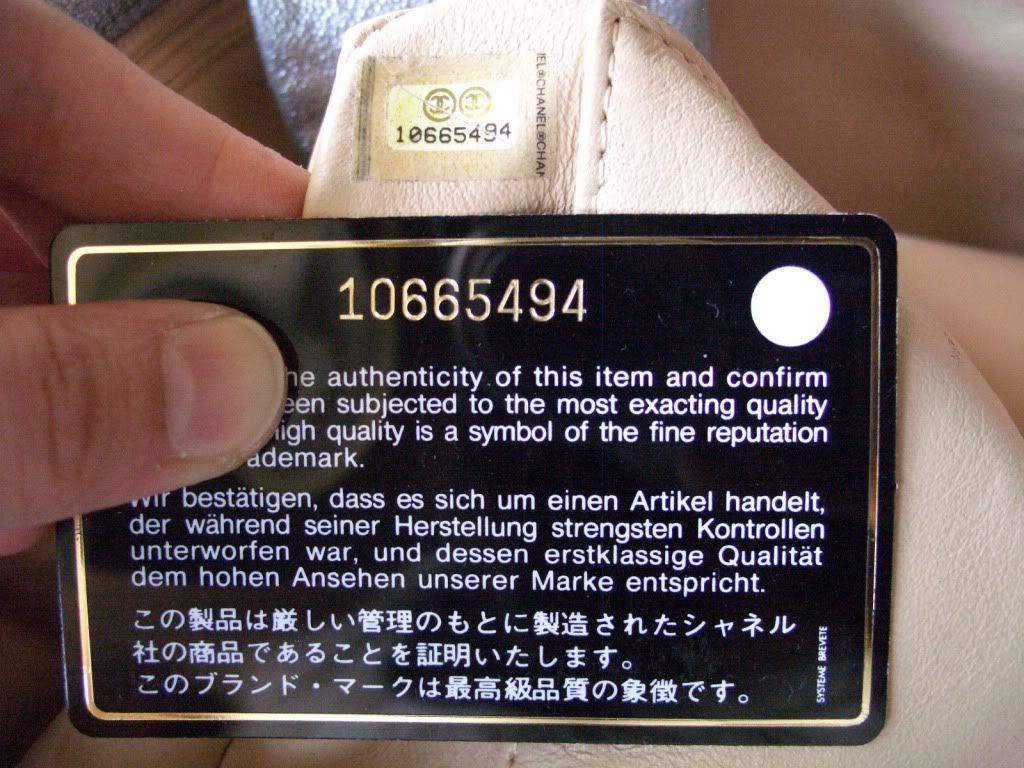 CHANEL®CHAN
10665494
10665494
authenticity of this item and confirm
subjected to the most exacting quality
quality is a symbol of the fine reputation
Wir bestätigen, dass es sich um einen Artikel handelt,
der während seiner Herstellung strengsten Kontrollen
unterworfen war, und dessen erstklassige Qualität
dem hohen Ansehen unserer Marke entspricht.
この製品は厳しい管理のもとに製造されたシャネル
社の商品であることを証明いたします。
このブランド・マークは最高級品質の象徴です。
SYSTEME BREVETE